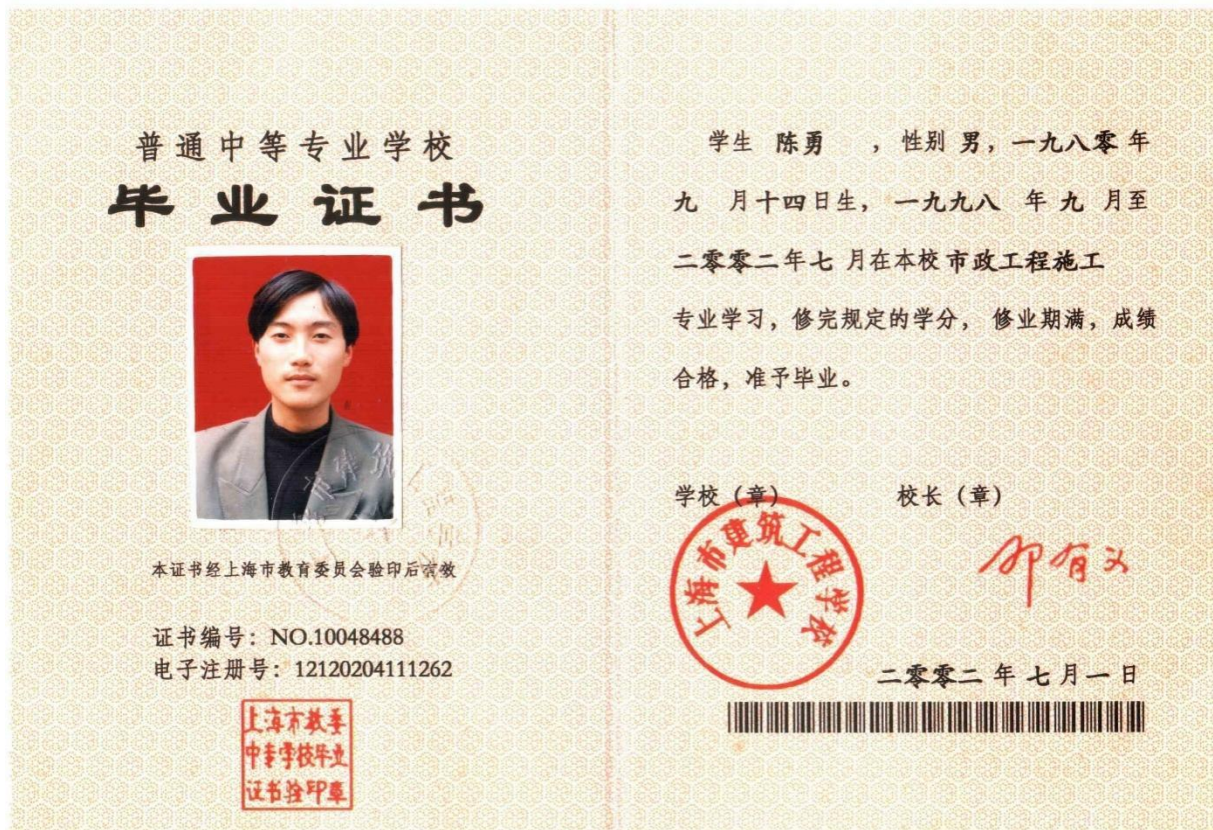 普通中等专业学校
毕业证书
本证书经上海市教育委员会验印后有效
证书编号：NO.10048488
电子注册号：12120204111262
上海市教委
中专学校毕业
证书验印章
学生 陈勇 ，性别 男，一九八零 年
九 月十四日生， 一九九八 年 九 月至
二零零二年七 月在本校市政工程施工
专业学习，修完规定的学分， 修业期满，成绩
合格，准予毕业。
学校（章） 校长（章）
上海市建筑工程学校
二零零二 年 七 月 一 日